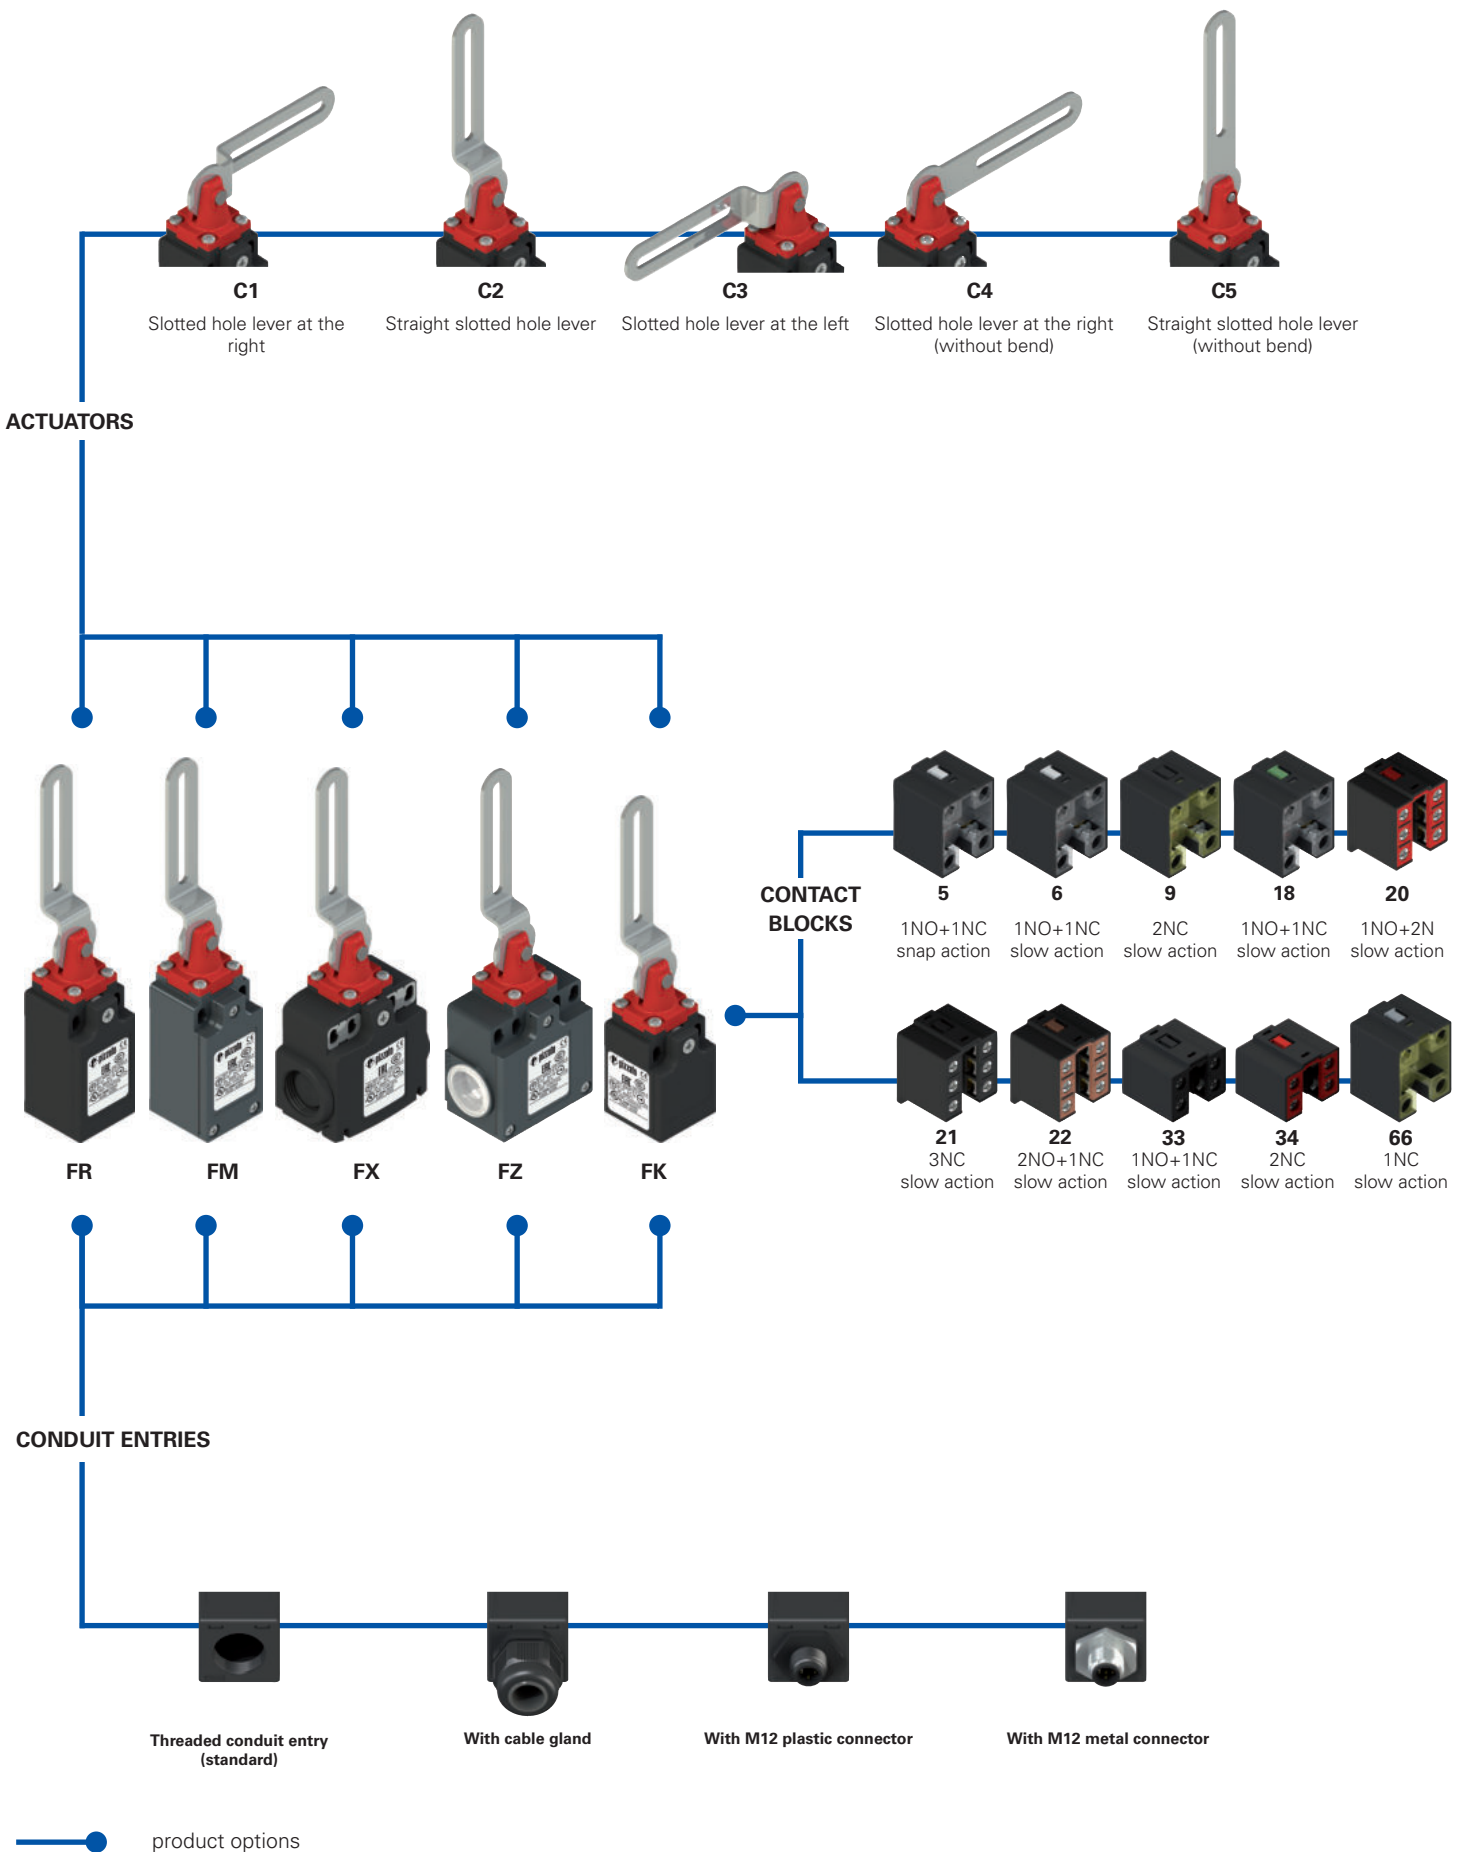 C1
Slotted hole lever at the
right
C2
Straight slotted hole lever
C3
Slotted hole lever at the left
C4
Slotted hole lever at the right
(without bend)
C5
Straight slotted hole lever
(without bend)
ACTUATORS
CONTACT
BLOCKS
5
1NO+1NC
snap action
6
1NO+1NC
slow action
9
2NC
slow action
18
1NO+1NC
slow action
20
1NO+2N
slow action
21
3NC
slow action
22
2NO+1NC
slow action
33
1NO+1NC
slow action
34
2NC
slow action
66
1NC
slow action
pizzato
pizzato
pizzato
pizzato
pizzato
FR
FM
FX
FZ
FK
CONDUIT ENTRIES
Threaded conduit entry
(standard)
With cable gland
With M12 plastic connector
With M12 metal connector
product options